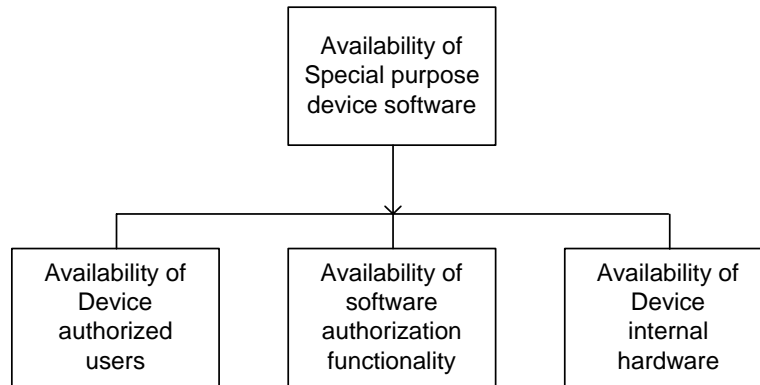 Availability of
Special purpose
device software
Availability of
Device
authorized
users
Availability of
software
authorization
functionality
Availability of
Device
internal
hardware